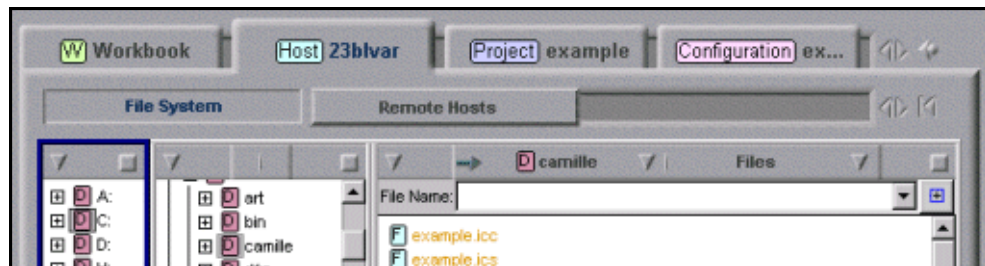 W Workbook Host 23blvar Project example Configuration ex...
File System Remote Hosts
D camille Files
File Name:
D A:
D C:
D D:
D art
D bin
D camille
F example.icc
F example.ics